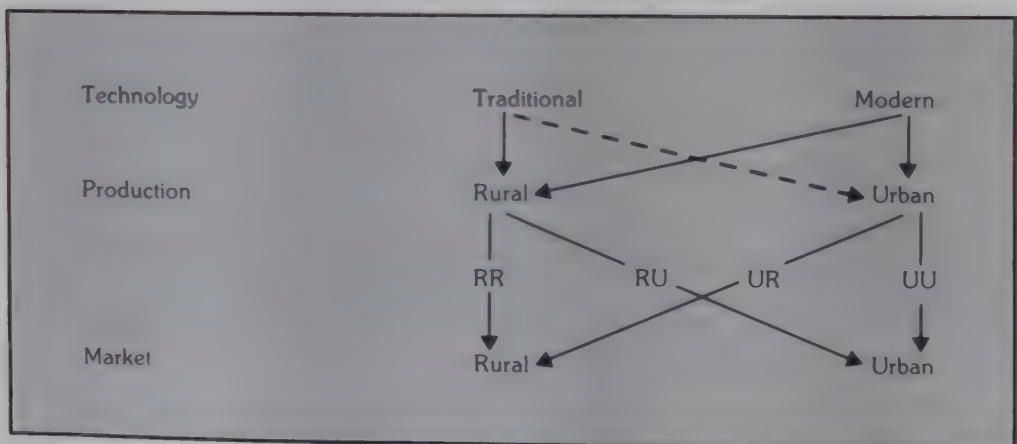 Technology Traditional Modern
Production Rural Urban
RR RU UR UU
Market Rural Urban